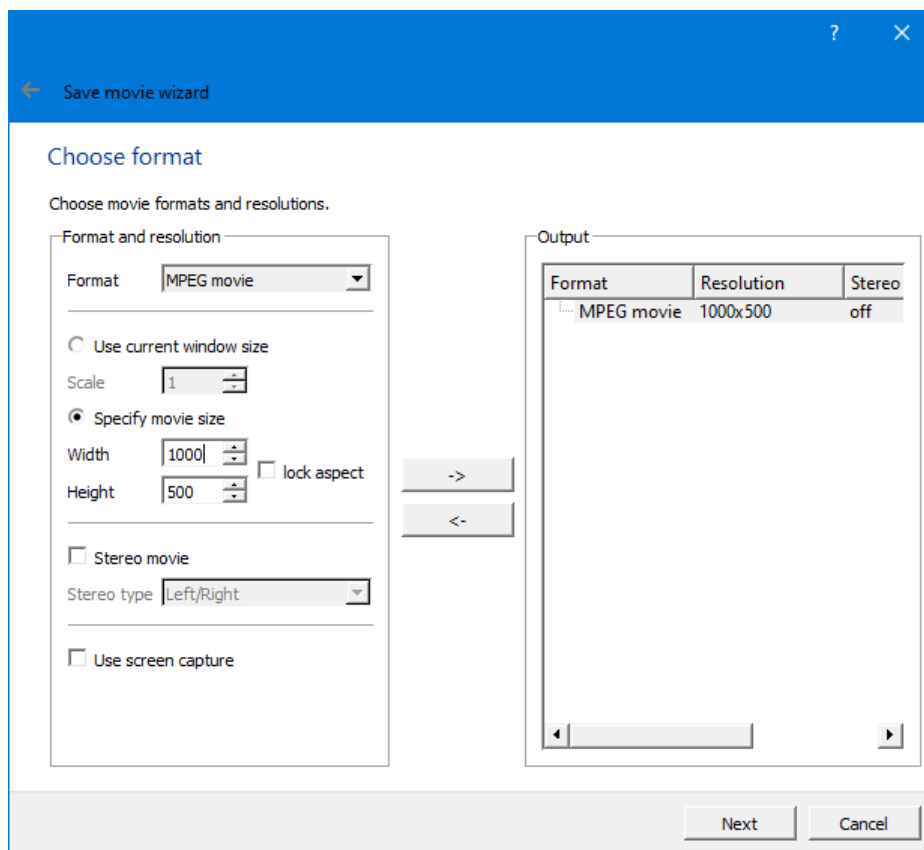 ?
Save movie wizard
Choose format
Choose movie formats and resolutions.
Format and resolution
Format MPEG movie
Use current window size
Scale 1
Specify movie size
Width 1000
lock aspect
Height 500
Stereo movie
Stereo type Left/Right
Use screen capture
->
<-
Output
Format Resolution Stereo
MPEG movie 1000x500 off
Next Cancel